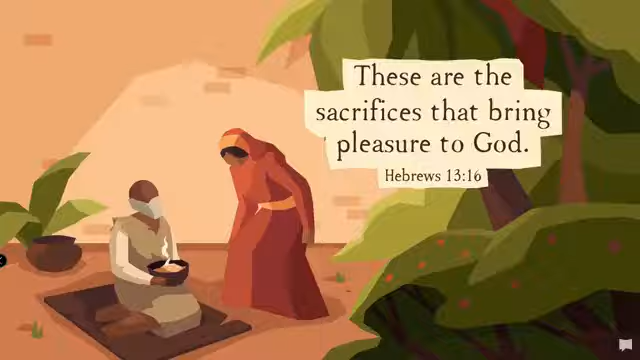 These are the
sacrifices that bring
pleasure to God.
Hebrews 13:16